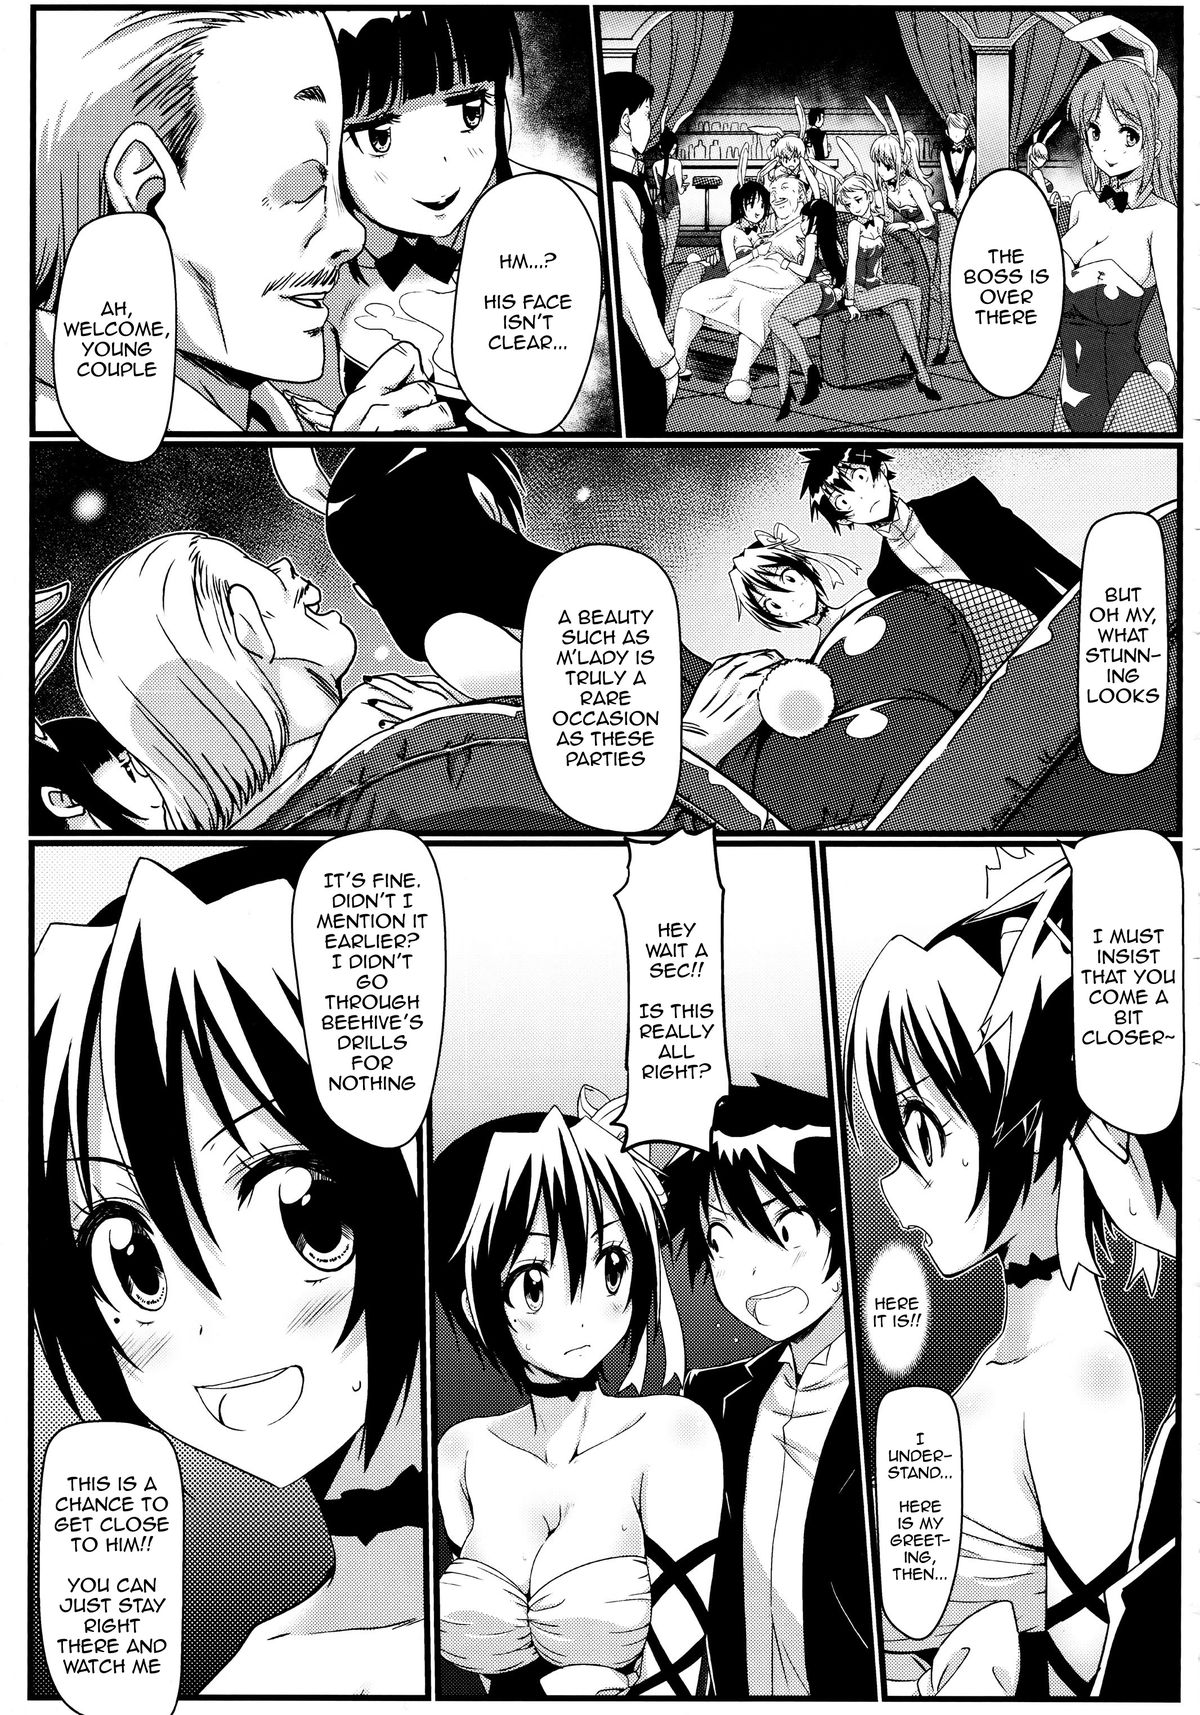 THE
BOSS IS
OVER
THERE
HM...?
HIS FACE
ISN'T
CLEAR...
AH,
WELCOME,
YOUNG
COUPLE
BUT
OH MY,
WHAT
STUNN-
ING
LOOKS
A BEAUTY
SUCH AS
M'LADY IS
TRULY A
RARE
OCCASION
AS THESE
PARTIES
I MUST
INSIST
THAT YOU
COME A
BIT
CLOSER~
HERE
IT IS!!
I
UNDER-
STAND...
HERE
IS MY
GREET-
ING,
THEN...
HEY
WAIT A
SEC!!
IS THIS
REALLY
ALL
RIGHT?
IT'S FINE.
DIDN'T I
MENTION IT
EARLIER?
I DIDN'T
GO
THROUGH
BEEHIVE'S
DRILLS
FOR
NOTHING
THIS IS A
CHANCE TO
GET CLOSE
TO HIM!!
YOU CAN
JUST STAY
RIGHT
THERE AND
WATCH ME